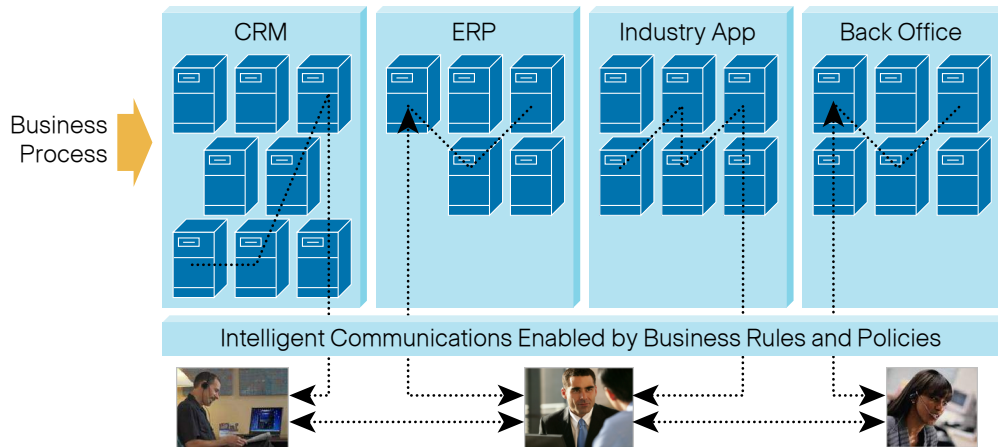 CRM
ERP
Industry App
Back Office
Business
Process
Intelligent Communications Enabled by Business Rules and Policies